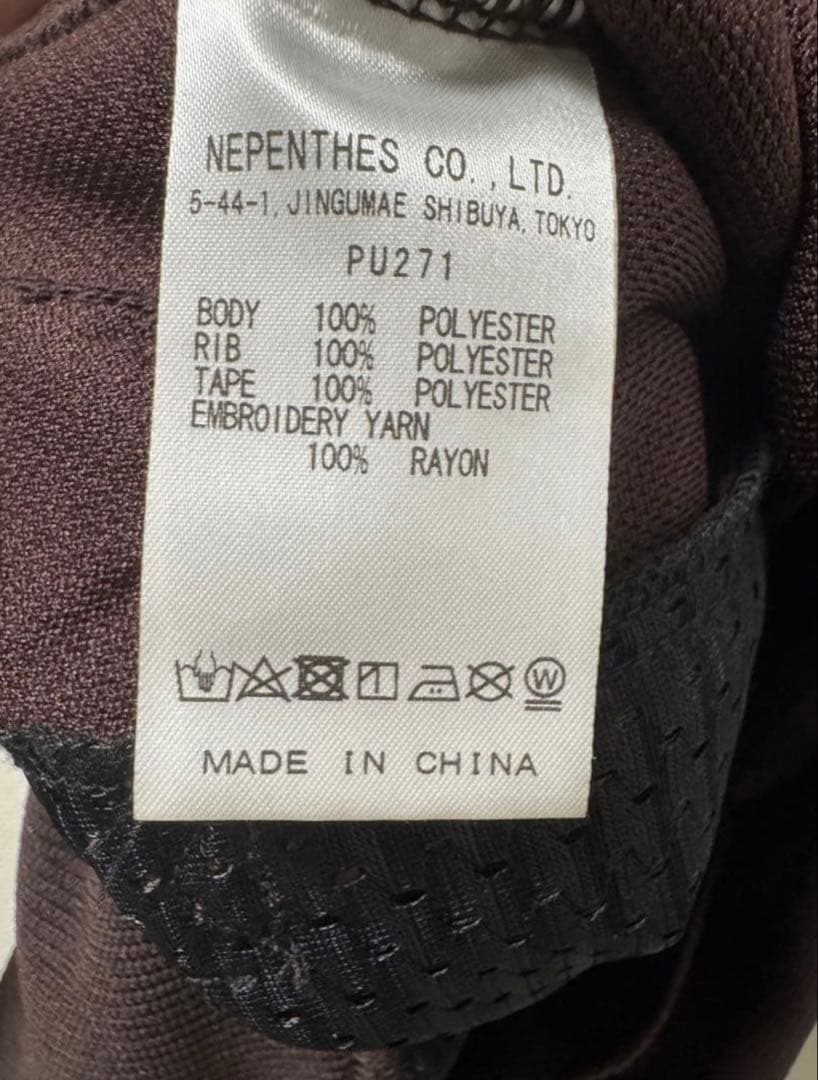 NEPENTHES CO.,LTD.
5-44-1, JINGUMAE SHIBUYA, TOKYO
PU271
BODY 100% POLYESTER
RIB 100% POLYESTER
TAPE 100% POLYESTER
EMBROIDERY YARN
100% RAYON
W
MADE IN CHINA